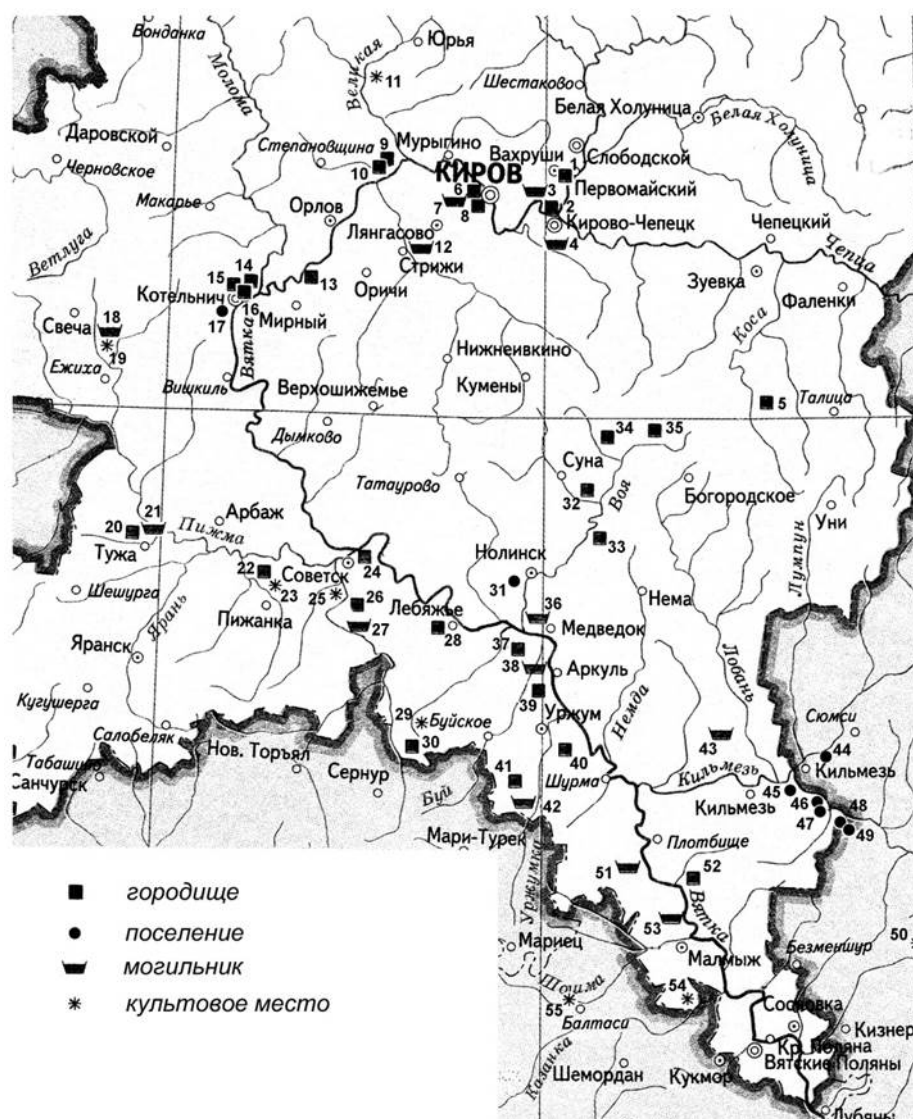 Вонданка
Юрья
Молома
Великая
11
Шестаково
Белая Холуница
Белая Холуница
Даровской
Черновское
Степановщина
9
Мурыгино
10
Вахруши
1
Слободской
КИРОВ
Первомайский
6
3
7
8
2
Макарье
Орлов
Лянгасово
Кирово-Чепецк
12
4
Чепецкий
Чепца
Ветлуга
Стрижи
14
15
13
Оричи
Зуевка
Фаленки
Котельнич
16
Мирный
17
Свеча
18
19
Вятка
Коса
Нижнеивкино
Ежиха
Вишкиль
Верхошижемье
Кумены
5
Талица
Дымково
34
35
Татаурово
Суна
Воя
32
Богородское
Арбаж
20
21
Пижма
Тужа
33
Уни
Лумпун
Нолинск
22
Советск
24
23
25
31
Шешурга
Пижанка
26
Нема
Лебяжье
36
27
28
Медведок
Ярань
Яранск
37
38
Аркуль
Лобань
39
Кугушерга
29
Буйское
Уржум
Немда
Сюмси
Салобеляк
30
43
44
Табашино
Нов. Торъял
40
Санчурск
Сернур
41
Шурма
Кильмезь
Кильмезь
45
Буй
42
Кильмезь
46
48
47
49
Мари-Турек
Плотбище
51
52
Уржумка
Вятка
городище
поселение
могильник
культовое место
53
50
Мариец
Малмыж
Безменшур
Шошма
54
55
Балтаси
Сосновка
Кизнер
Казанка
Кр. Поляна
Шемордан
Кукмор
Вятские Поляны
Лубяны